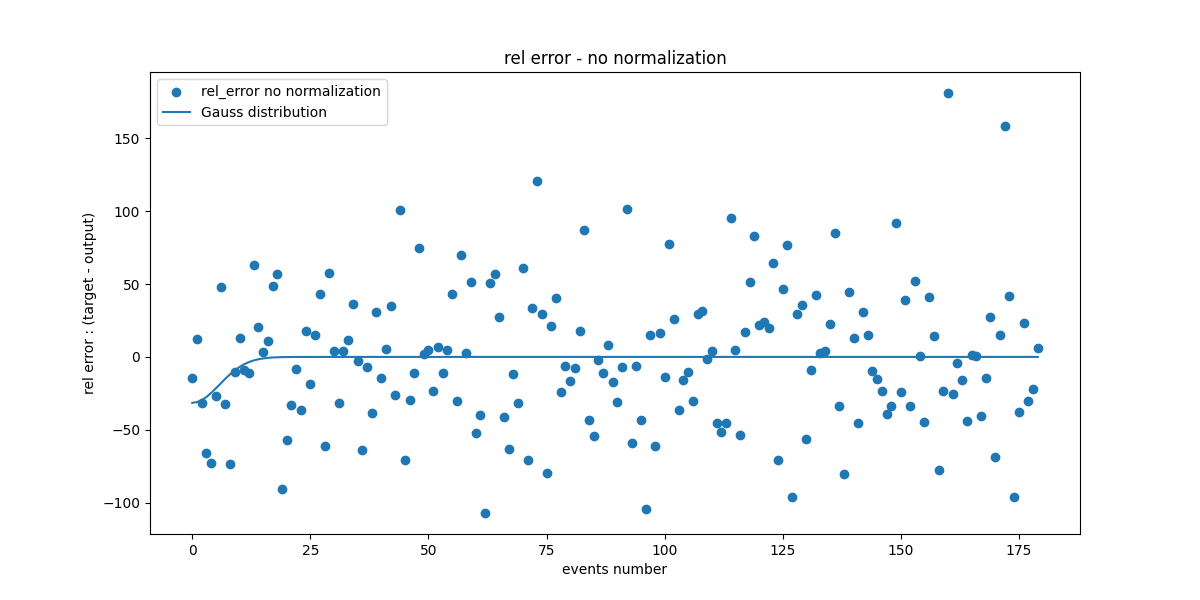 rel error - no normalization
rel_error no normalization
Gauss distribution
rel error : (target - output)
150
100
50
0
−50
−100
0
25
50
75
100
125
150
175
events number